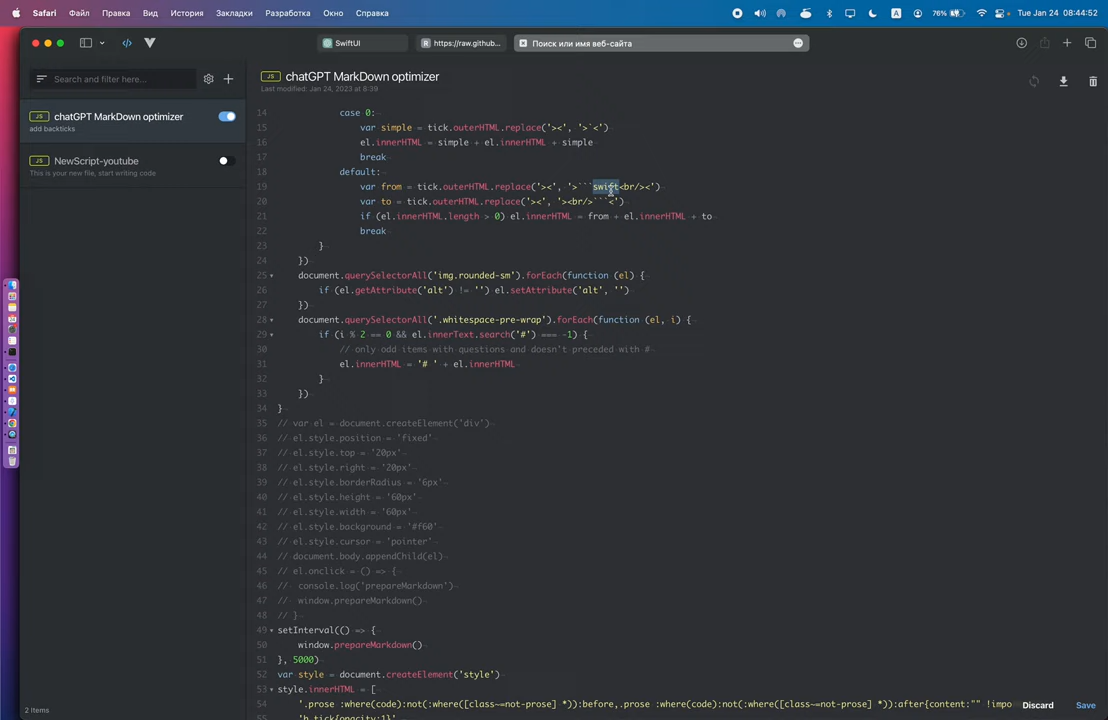 Safari Файл Правка Вид История Закладки Разработка Окно Справка
A 76% Tue Jan 24 08:44:52
SwiftUI
https://raw.github...
Поиск или имя веб-сайта
Search and filter here...
JS chatGPT MarkDown optimizer
add backticks
JS NewScript-youtube
This is your new file, start writing code
2 Items
JS chatGPT MarkDown optimizer
Last modified: Jan 24, 2023 at 8:39
14 case 0:
15 var simple = tick.outerHTML.replace('><', '>`<')
16 el.innerHTML = simple + el.innerHTML + simple
17 break
18 default:
19 var from = tick.outerHTML.replace('><', '>```swift<br/><')
20 var to = tick.outerHTML.replace('><', '><br/>```<')
21 if (el.innerHTML.length > 0) el.innerHTML = from + el.innerHTML + to
22 break
23 }
24 })
25 document.querySelectorAll('img.rounded-sm').forEach(function (el) {
26 if (el.getAttribute('alt') != '') el.setAttribute('alt', '')
27 })
28 document.querySelectorAll('.whitespace-pre-wrap').forEach(function (el, i) {
29 if (i % 2 == 0 && el.innerText.search('#') === -1) {
30 // only odd items with questions and doesn't preceded with #
31 el.innerHTML = '# ' + el.innerHTML
32 }
33 })
34 }
35 // var el = document.createElement('div')
36 // el.style.position = 'fixed'
37 // el.style.top = '20px'
38 // el.style.right = '20px'
39 // el.style.borderRadius = '6px'
40 // el.style.height = '60px'
41 // el.style.width = '60px'
42 // el.style.background = '#f60'
43 // el.style.cursor = 'pointer'
44 // document.body.appendChild(el)
45 // el.onclick = () => {
46 // console.log('prepareMarkdown')
47 // window.prepareMarkdown()
48 // }
49 setInterval(() => {
50 window.prepareMarkdown()
51 }, 5000)
52 var style = document.createElement('style')
53 style.innerHTML = [
54 '.prose :where(code):not(:where([class~=not-prose] *)):before,.prose :where(code):not(:where([class~=not-prose] *)):after{content:"" !impo
Discard Save